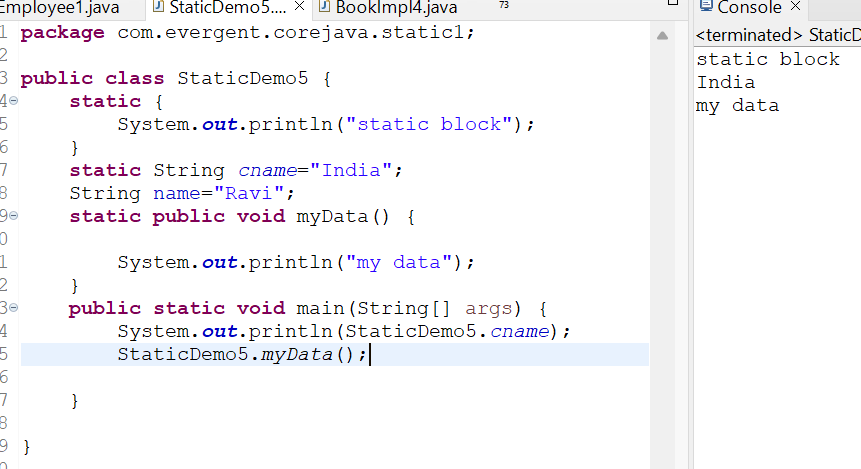 Employee1.java StaticDemo5.... BookImpl4.java 73
1 package com.evergent.corejava.static1;
2
3 public class StaticDemo5 {
4 static {
5 System.out.println("static block");
6 }
7 static String cname="India";
8 String name="Ravi";
9 static public void myData() {
0
1 System.out.println("my data");
2 }
3 public static void main(String[] args) {
4 System.out.println(StaticDemo5.cname);
5 StaticDemo5.myData();
6
7 }
8
9 }
Console
<terminated> StaticD
static block
India
my data